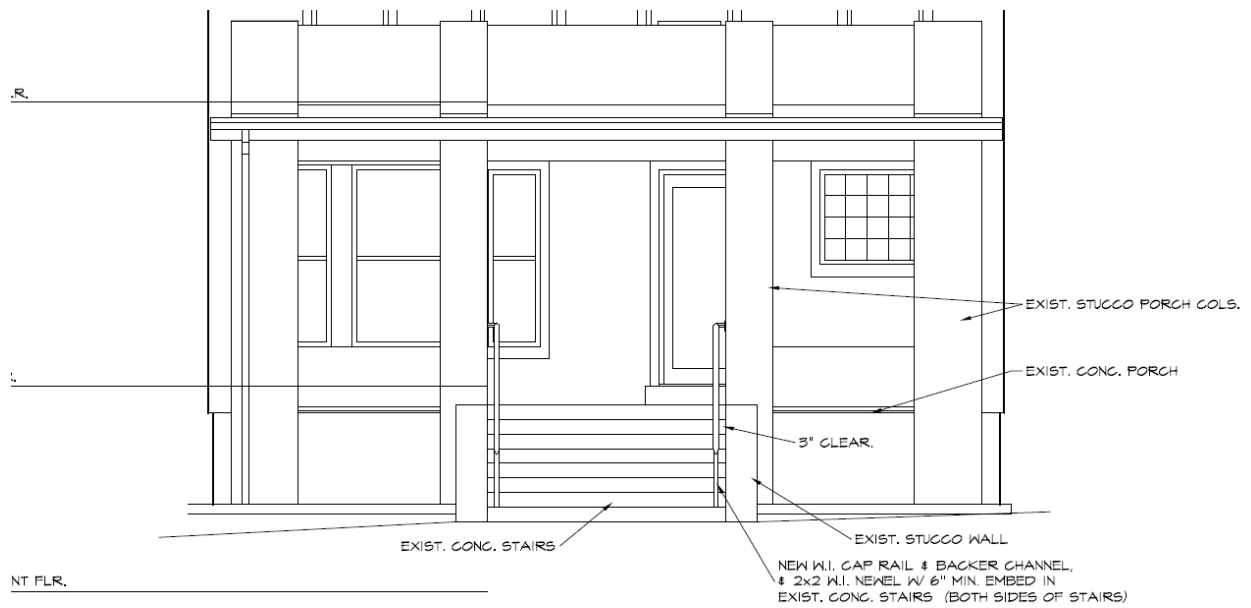 .R.
EXIST. STUCCO PORCH COLS.
EXIST. CONC. PORCH
R.
3" CLEAR.
EXIST. STUCCO WALL
EXIST. CONC. STAIRS
NEW W.I. CAP RAIL & BACKER CHANNEL,
& 2x2 W.I. NEWEL W/ 6" MIN. EMBED IN
EXIST. CONC. STAIRS (BOTH SIDES OF STAIRS)
NT FLR.